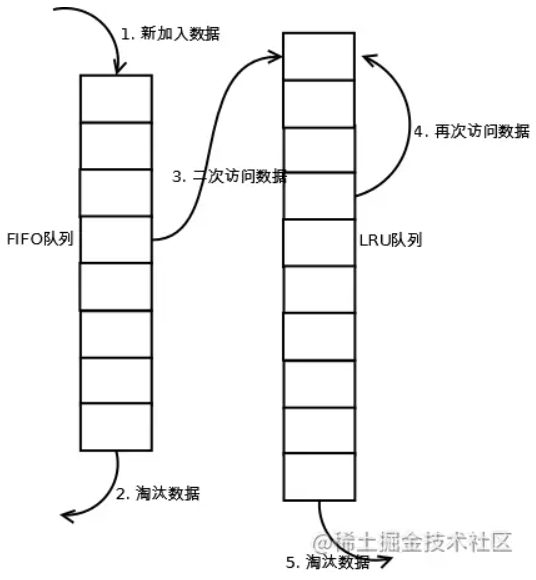 1. 新加入数据
3. 二次访问数据
4. 再次访问数据
FIFO队列
LRU队列
2. 淘汰数据
@稀土掘金技术社区
5. 淘汰数据